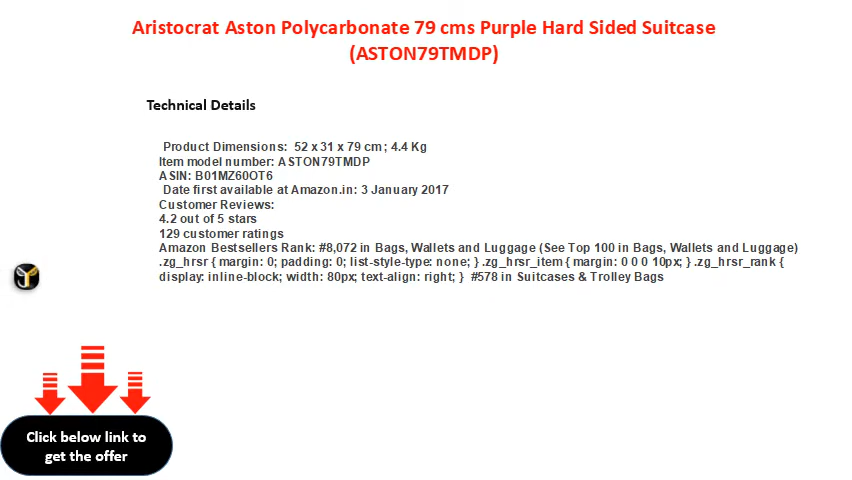 Aristocrat Aston Polycarbonate 79 cms Purple Hard Sided Suitcase
(ASTON79TMDP)
Technical Details
Product Dimensions: 52 x 31 x 79 cm; 4.4 Kg
Item model number: ASTON79TMDP
ASIN: B01MZ60OT6
Date first available at Amazon.in: 3 January 2017
Customer Reviews:
4.2 out of 5 stars
129 customer ratings
Amazon Bestsellers Rank: #8,072 in Bags, Wallets and Luggage (See Top 100 in Bags, Wallets and Luggage)
.zg_hrsr { margin: 0; padding: 0; list-style-type: none; } .zg_hrsr_item { margin: 0 0 0 10px; } .zg_hrsr_rank {
display: inline-block; width: 80px; text-align: right; } #578 in Suitcases & Trolley Bags
Click below link to
get the offer